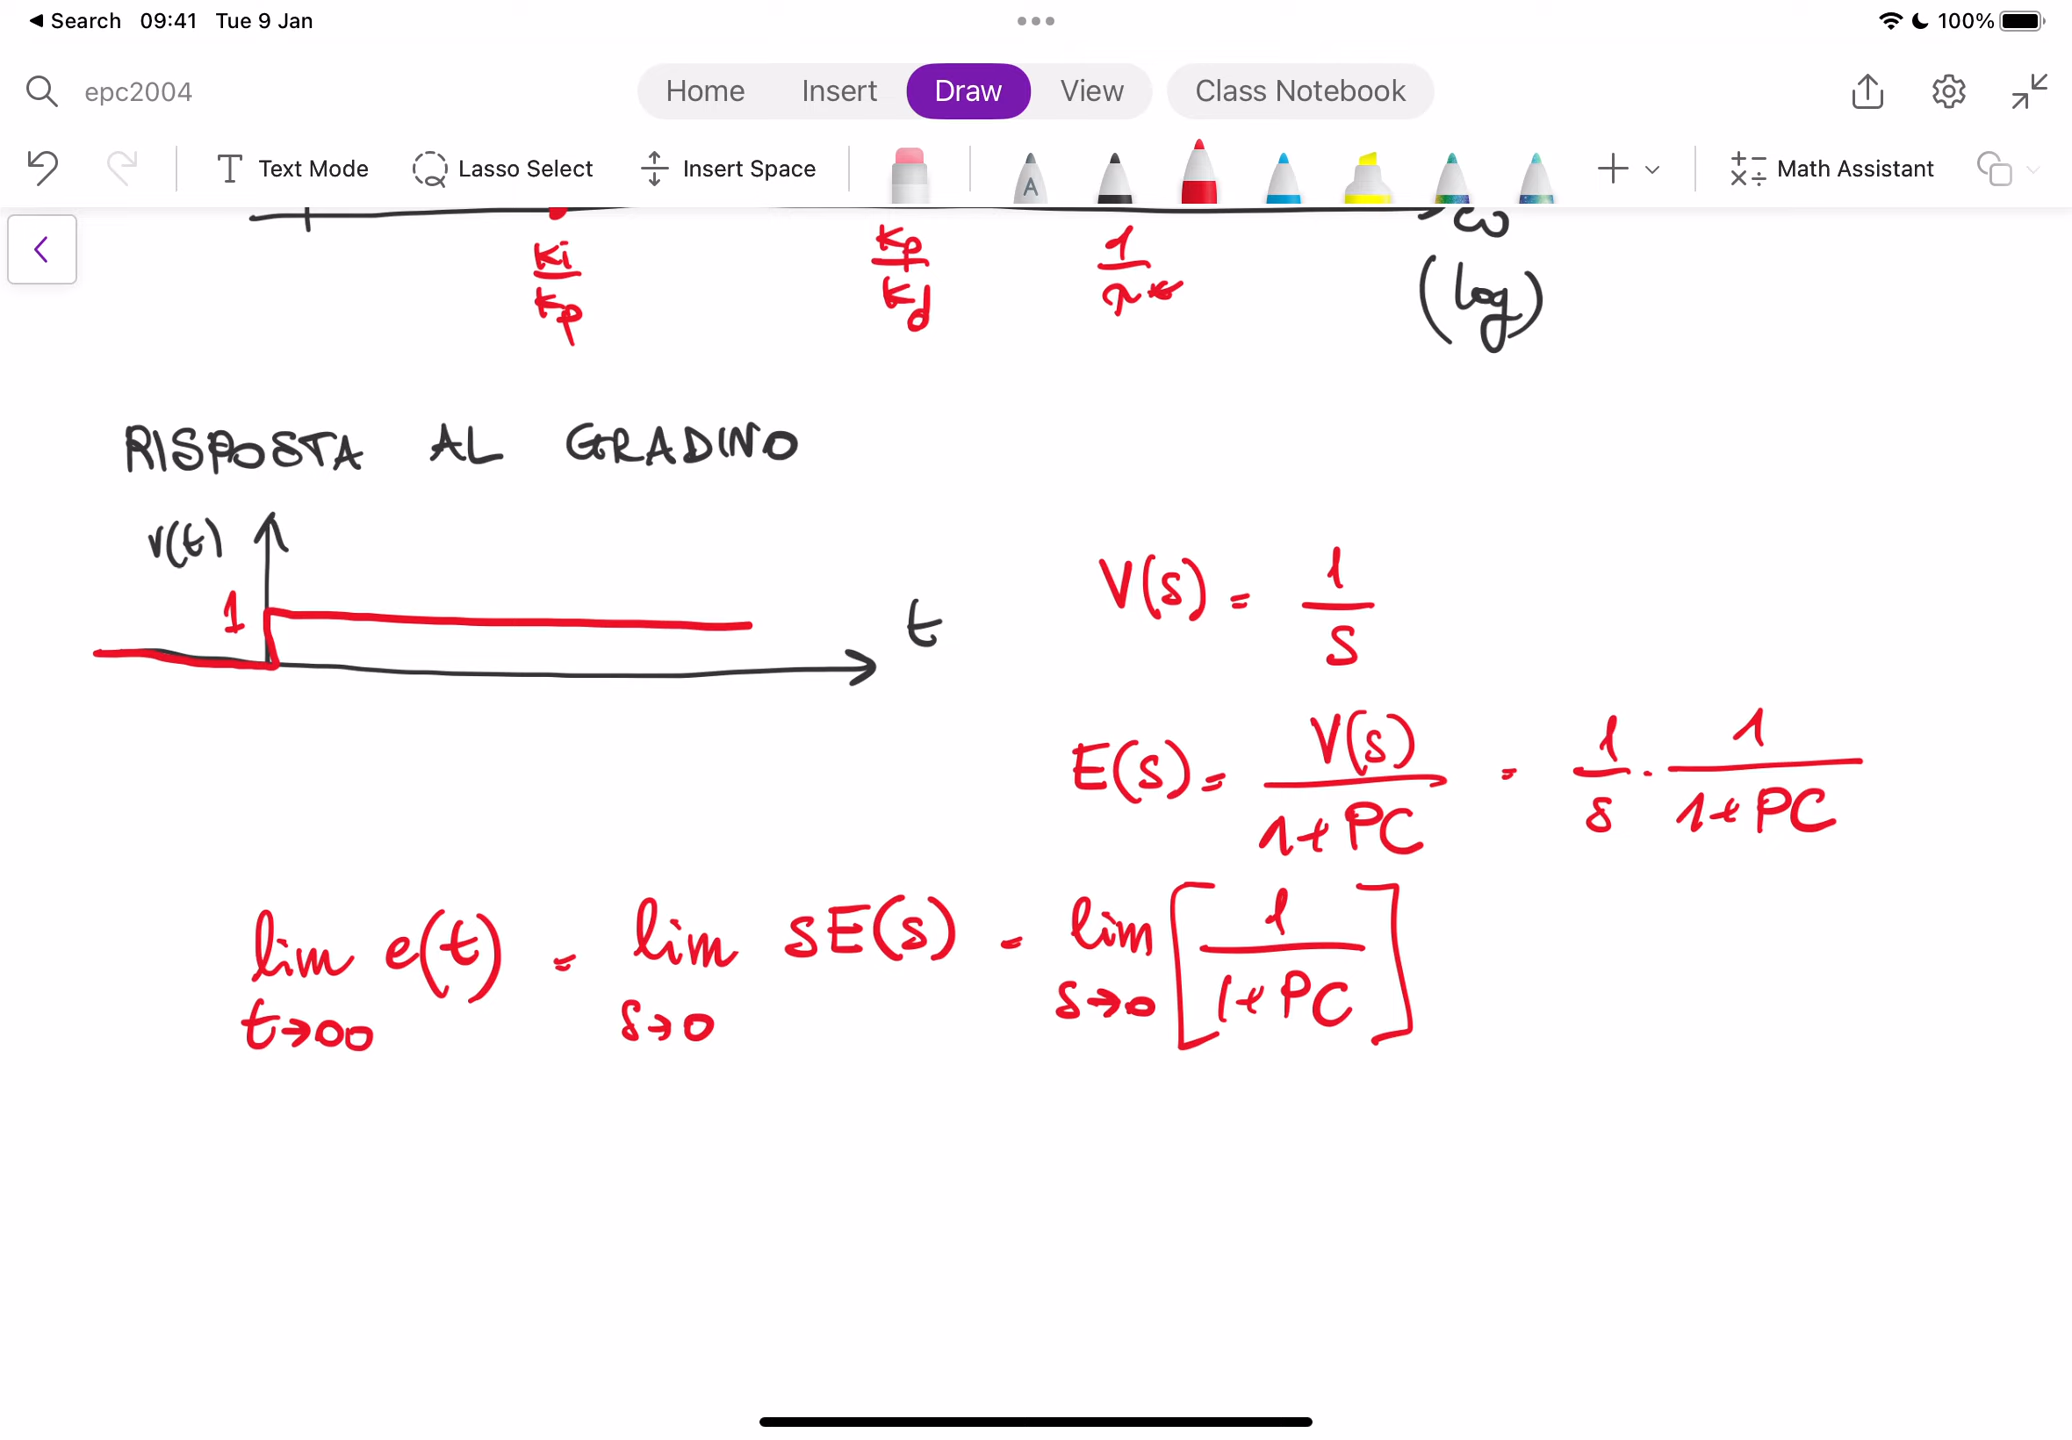 Search 09:41 Tue 9 Jan 100%
epc2004 Home Insert Draw View Class Notebook
Text Mode Lasso Select Insert Space A Math Assistant
ω
Ki/Kp Kp/Kd 1/τ* (log)
RISPOSTA AL GRADINO
v(t)
1
t
V(s) = 1/s
E(s) = V(s)/(1+PC) = 1/s · 1/(1+PC)
lim t→∞ e(t) = lim s→0 sE(s) = lim s→0 [1/(1+PC)]